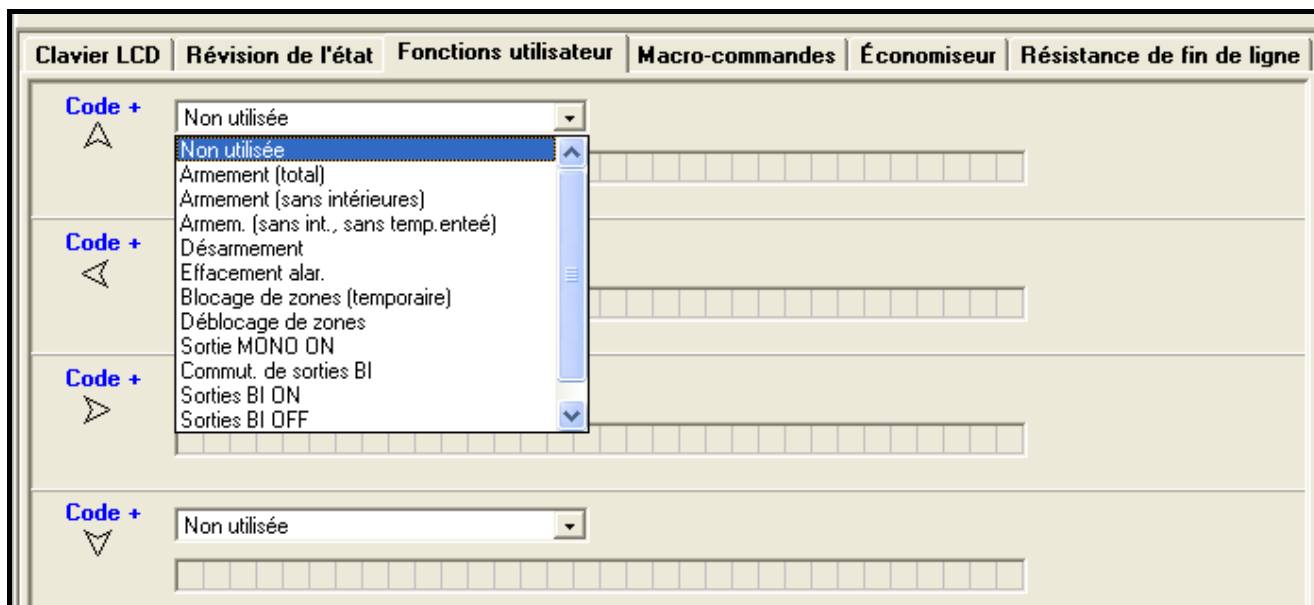 Clavier LCD Révision de l'état Fonctions utilisateur Macro-commandes Économiseur Résistance de fin de ligne
Code +
Non utilisée
Non utilisée
Armement (total)
Armement (sans intérieures)
Armem. (sans int., sans temp.enteé)
Code +
Désarmement
Effacement alar.
Blocage de zones (temporaire)
Déblocage de zones
Sortie MONO ON
Code +
Commut. de sorties BI
Sorties BI ON
Sorties BI OFF
Code +
Non utilisée